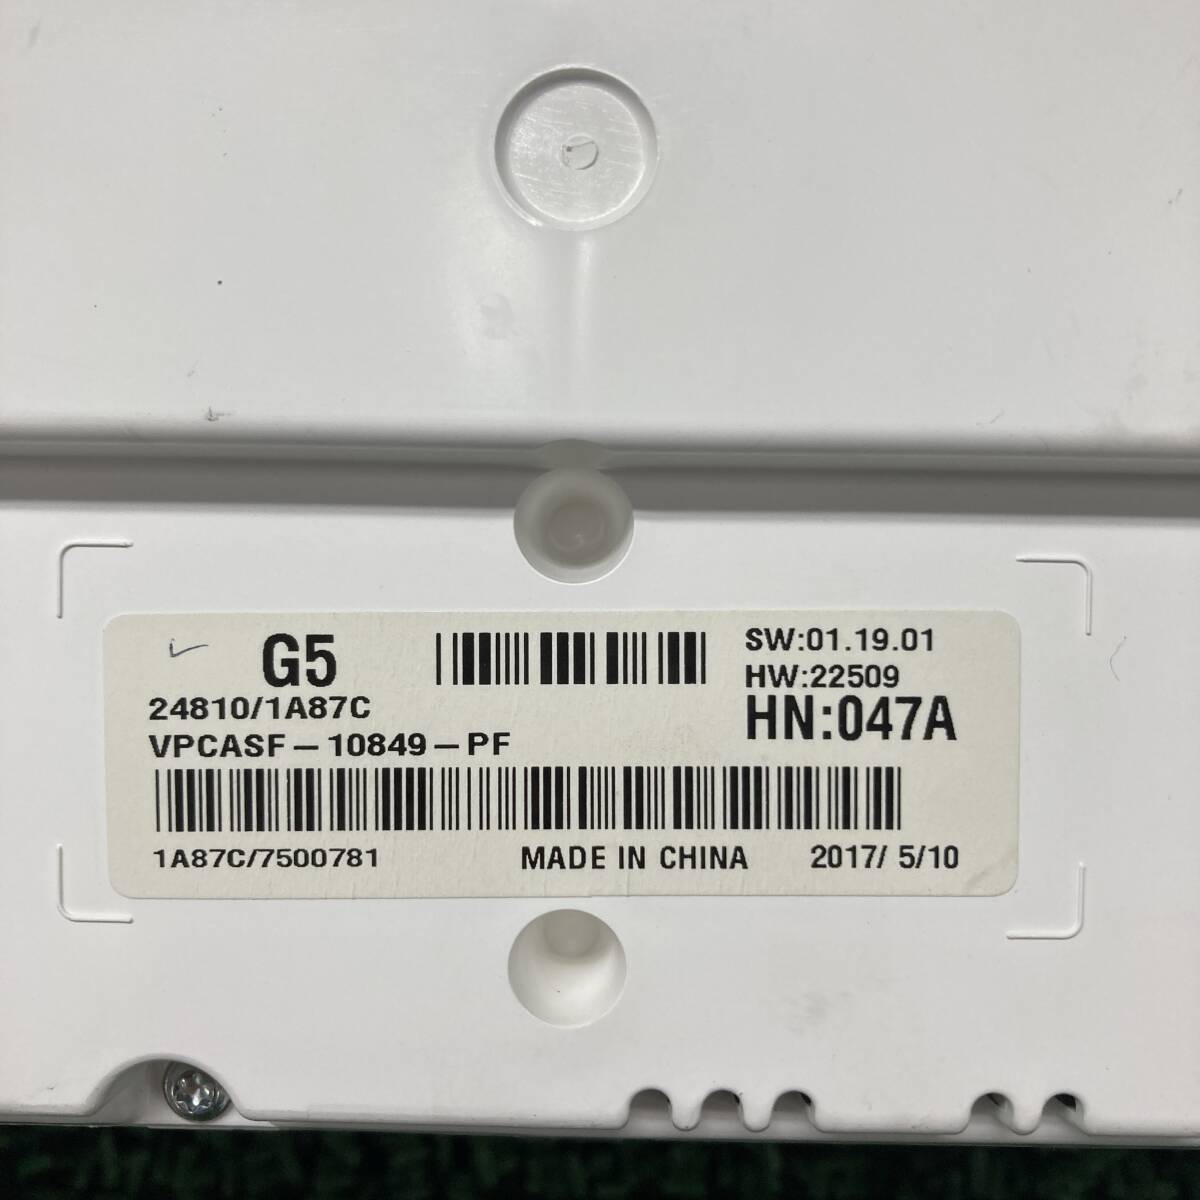 G5
24810/1A87C
VPCASF-10849-PF
SW:01.19.01
HW:22509
HN:047A
1A87C/7500781 MADE IN CHINA 2017/ 5/10